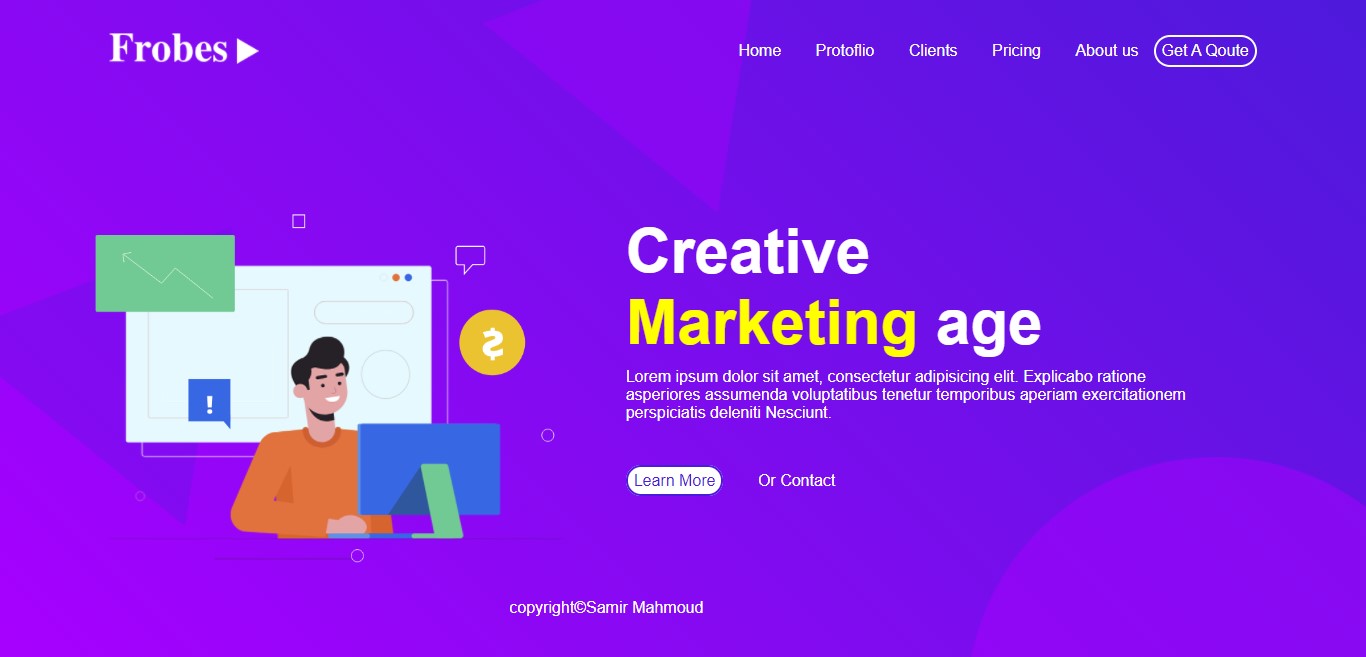 Frobes
Home Protoflio Clients Pricing About us Get A Qoute
Creative
Marketing age
Lorem ipsum dolor sit amet, consectetur adipisicing elit. Explicabo ratione
asperiores assumenda voluptatibus tenetur temporibus aperiam exercitationem
perspiciatis deleniti Nesciunt.
$
!
Learn More Or Contact
copyright©Samir Mahmoud